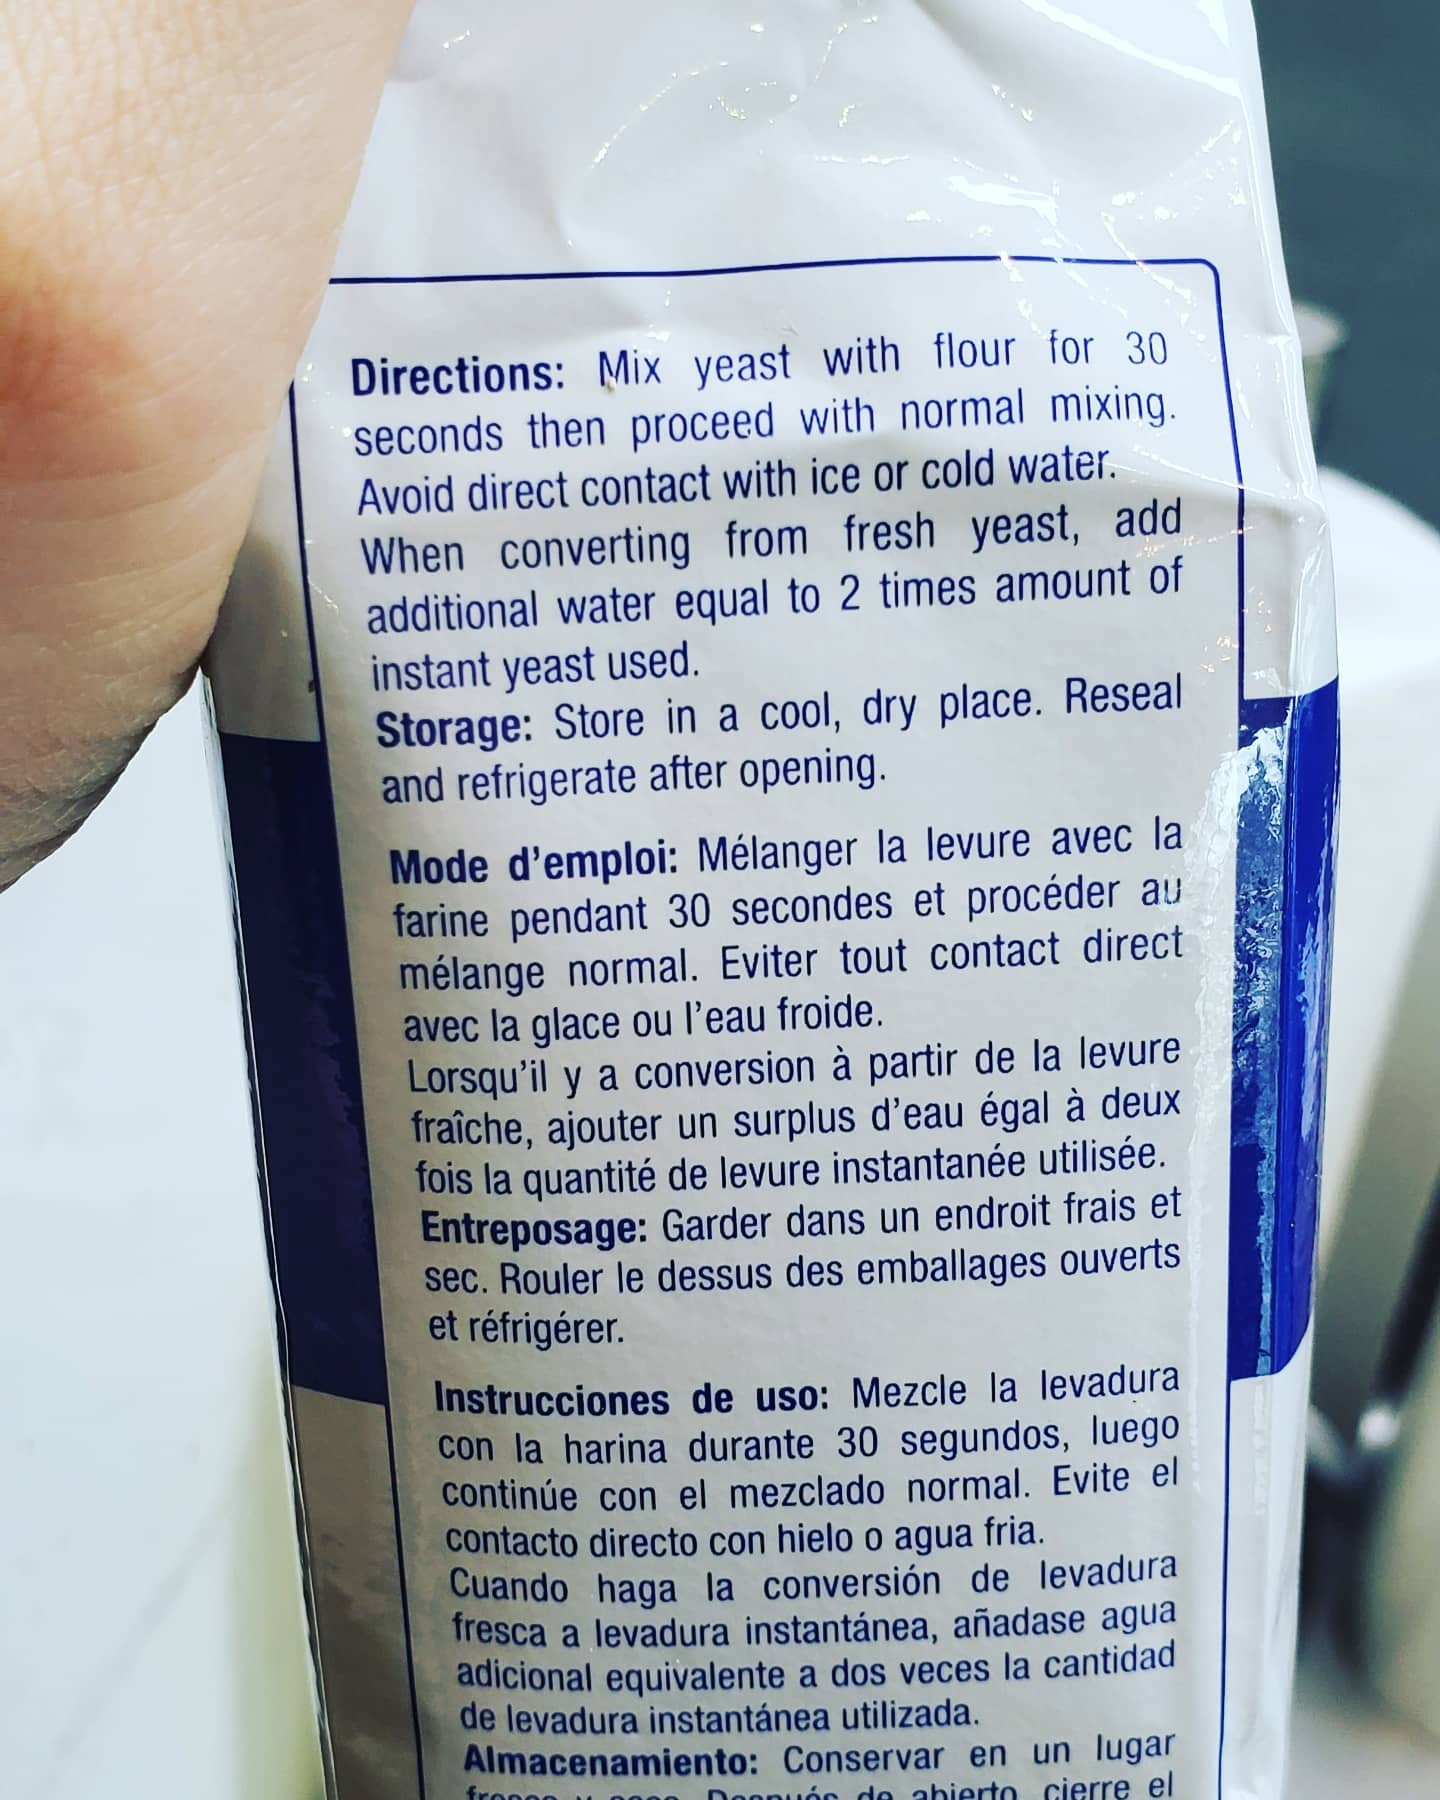 Directions: Mix yeast with flour for 30
seconds then proceed with normal mixing.
Avoid direct contact with ice or cold water.
When converting from fresh yeast, add
additional water equal to 2 times amount of
instant yeast used.
Storage: Store in a cool, dry place. Reseal
and refrigerate after opening.
Mode d'emploi: Mélanger la levure avec la
farine pendant 30 secondes et procéder au
mélange normal. Eviter tout contact direct
avec la glace ou l'eau froide.
Lorsqu'il y a conversion à partir de la levure
fraîche, ajouter un surplus d'eau égal à deux
fois la quantité de levure instantanée utilisée.
Entreposage: Garder dans un endroit frais et
sec. Rouler le dessus des emballages ouverts
et réfrigérer.
Instrucciones de uso: Mezcle la levadura
con la harina durante 30 segundos, luego
continúe con el mezclado normal. Evite el
contacto directo con hielo o agua fria.
Cuando haga la conversión de levadura
fresca a levadura instantánea, añadase agua
adicional equivalente a dos veces la cantidad
de levadura instantánea utilizada.
Almacenamiento: Conservar en un lugar
de abierto, cierre el